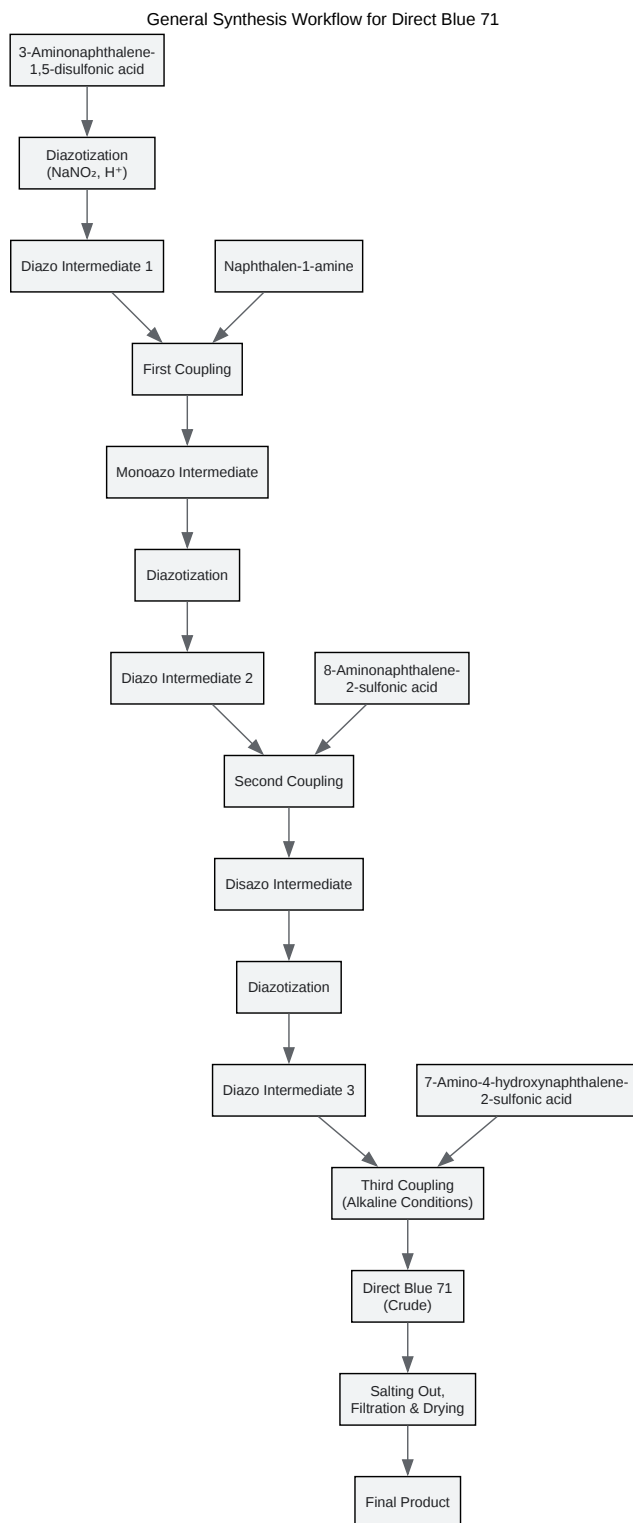 General Synthesis Workflow for Direct Blue 71
3-Aminonaphthalene-
1,5-disulfonic acid
Diazotization
(NaNO₂, H⁺)
Diazo Intermediate 1
Naphthalen-1-amine
First Coupling
Monoazo Intermediate
Diazotization
Diazo Intermediate 2
8-Aminonaphthalene-
2-sulfonic acid
Second Coupling
Disazo Intermediate
Diazotization
Diazo Intermediate 3
7-Amino-4-hydroxynaphthalene-
2-sulfonic acid
Third Coupling
(Alkaline Conditions)
Direct Blue 71
(Crude)
Salting Out,
Filtration & Drying
Final Product